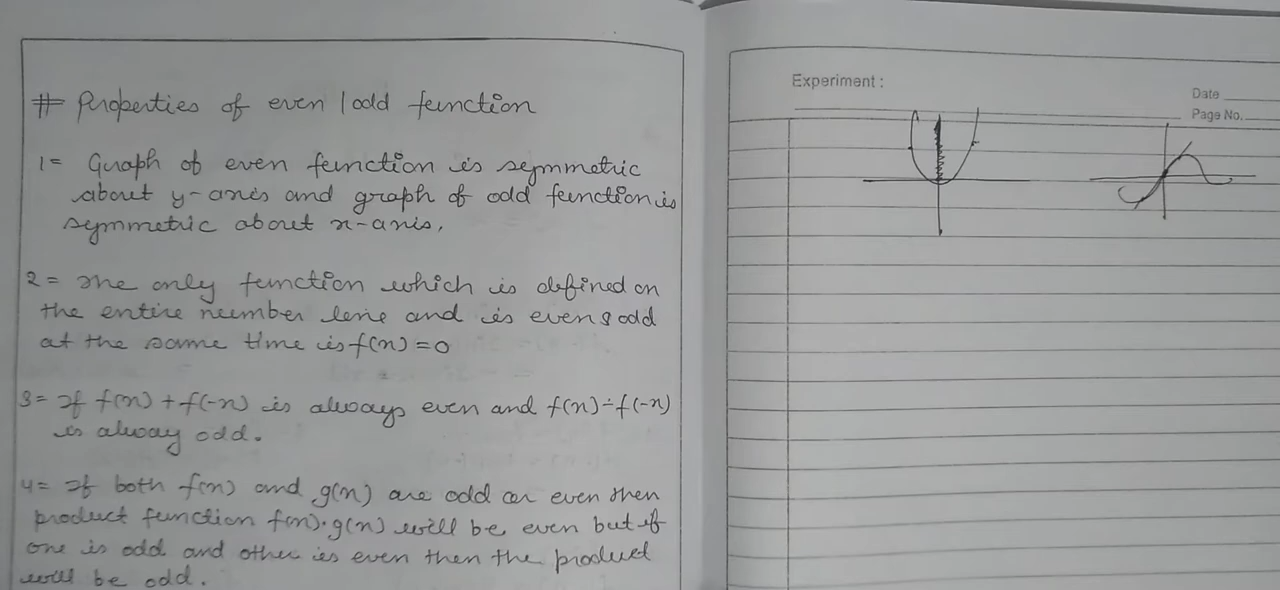 # Properties of even / odd function
1= Graph of even function is symmetric
about y-axis and graph of odd function is
symmetric about x-axis,
2= The only function which is defined on
the entire number line and is even & odd
at the same time is f(x) = 0
3= If f(x) + f(-x) is always even and f(x) - f(-x)
is alway odd.
4= If both f(x) and g(x) are odd or even then
product function f(x)·g(x) will be even but if
one is odd and other is even then the product
will be odd.
Experiment :
Date
Page No.